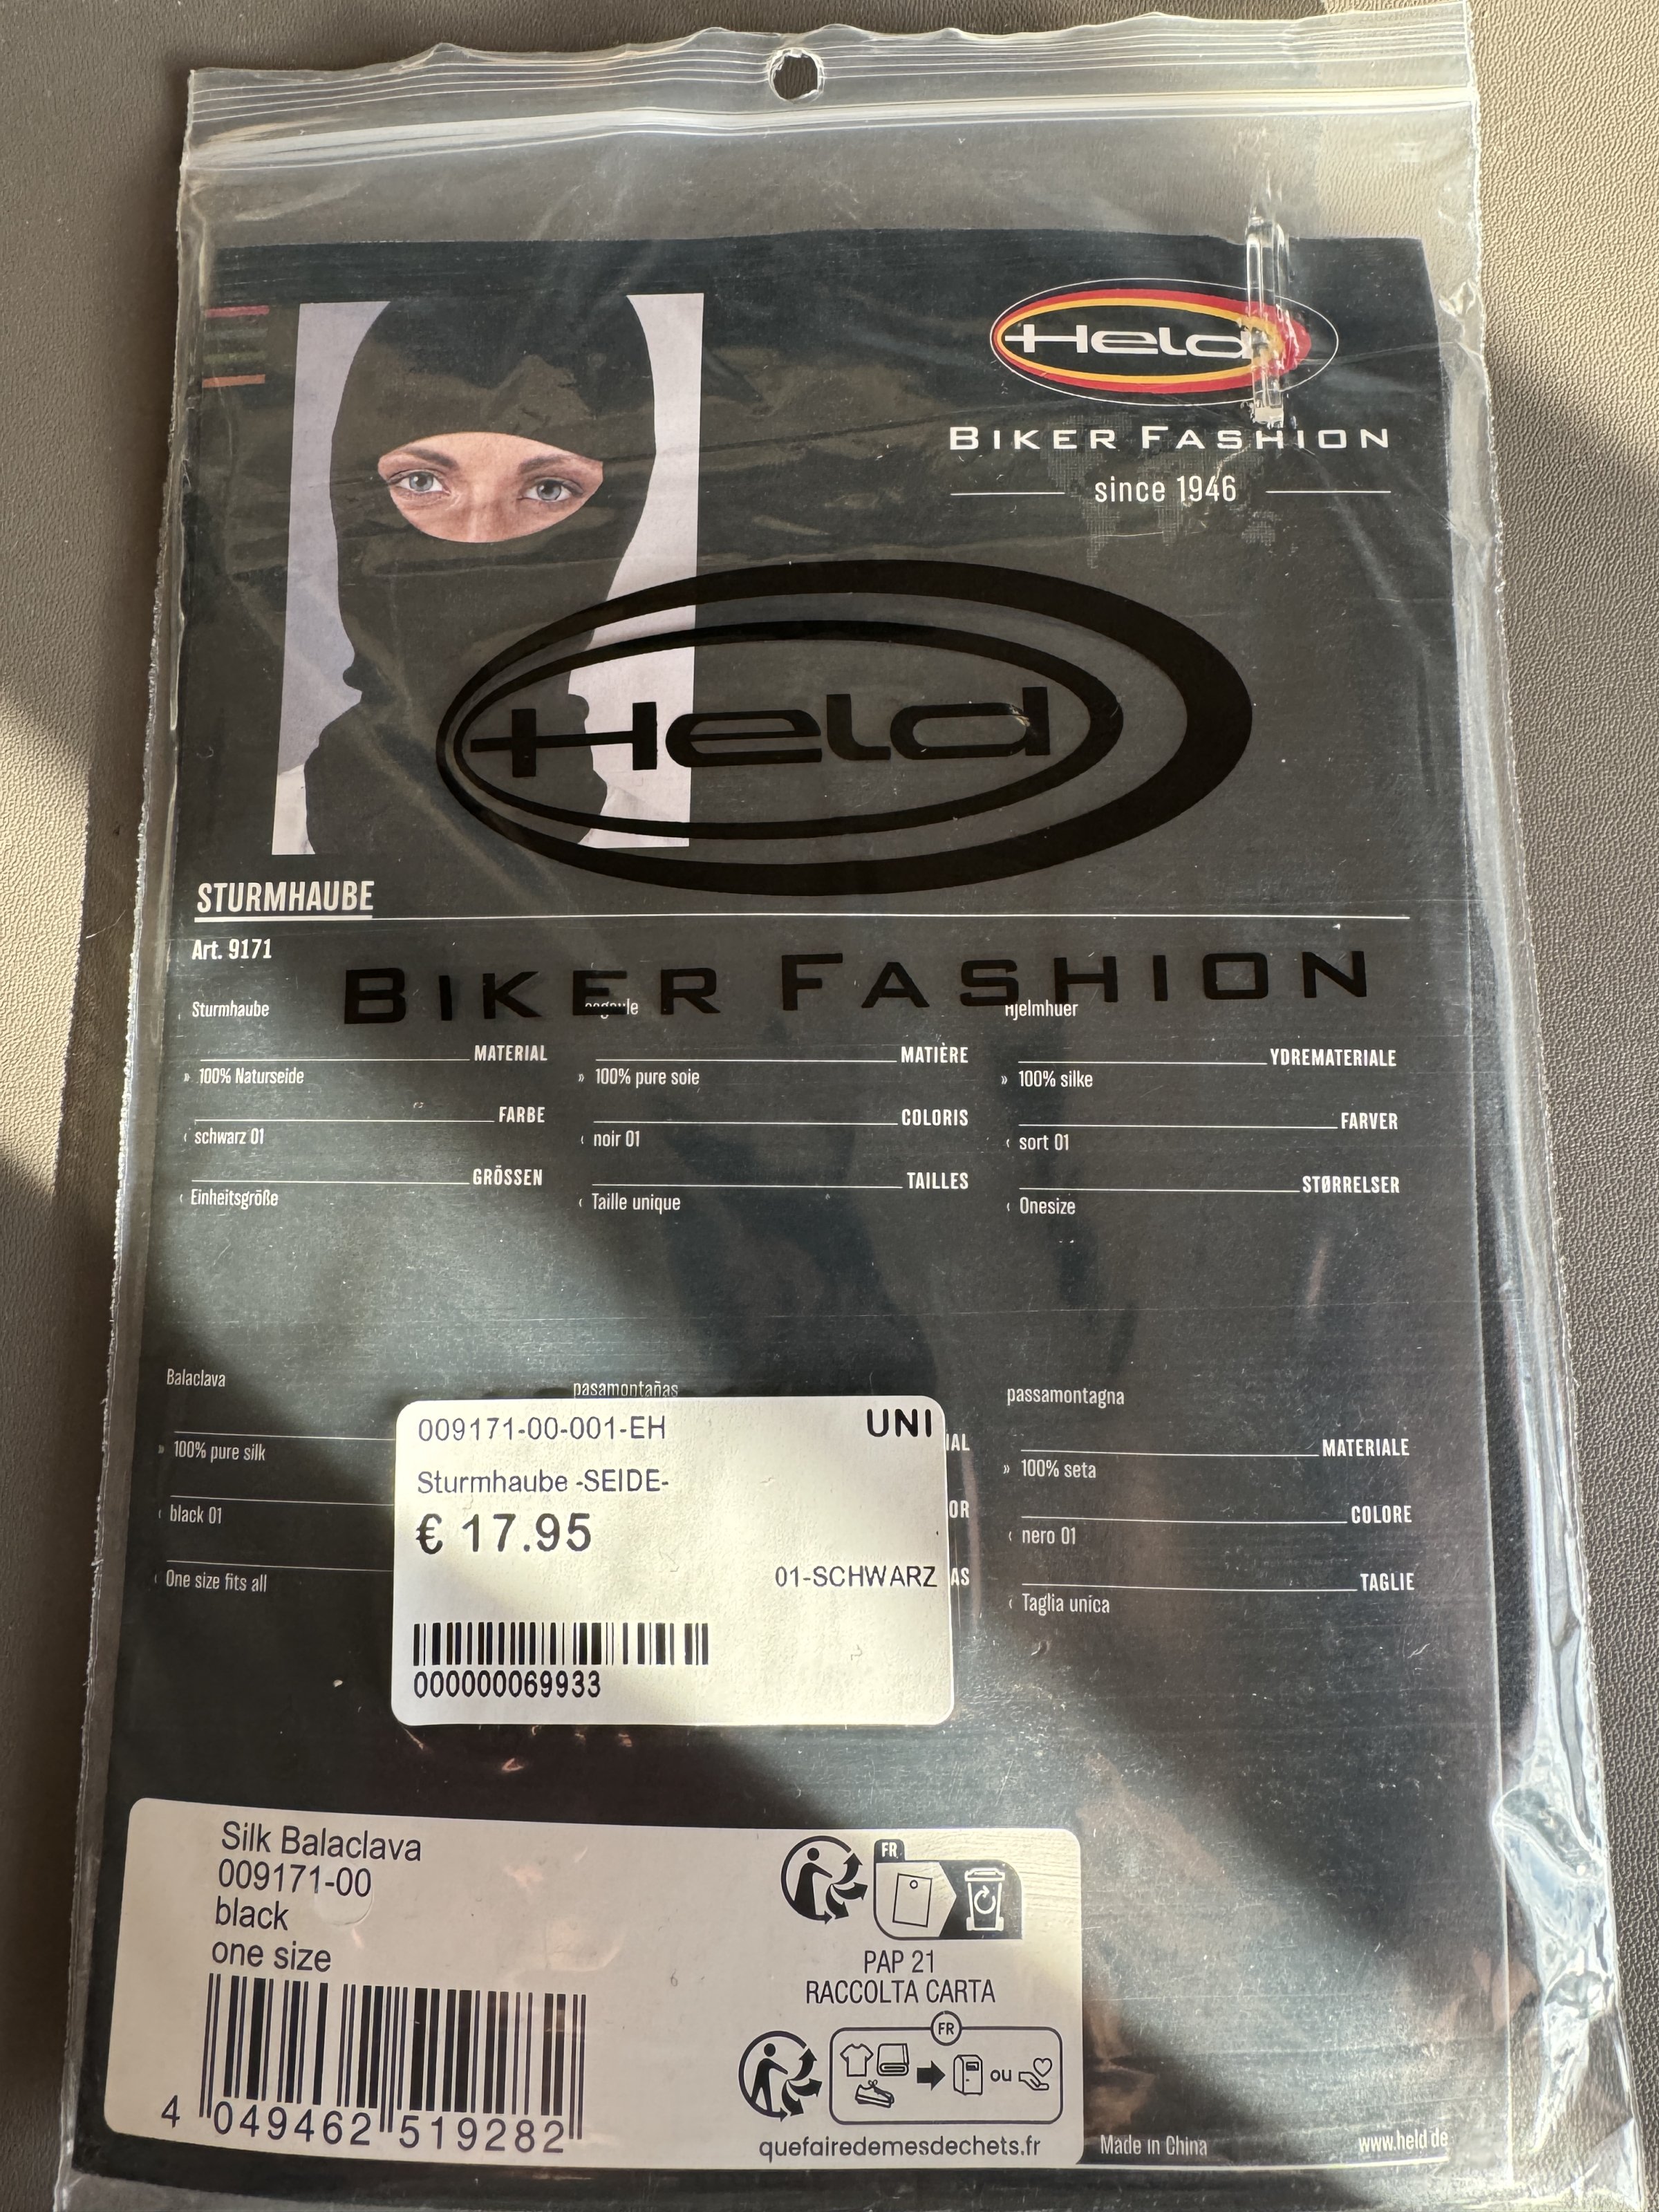 Held
BIKER FASHION
since 1946
Held
STURMHAUBE
Art. 9171
BIKER FASHION
Sturmhaube
MATERIAL
» 100% Naturseide
FARBE
‹ schwarz 01
GRÖSSEN
‹ Einheitsgröße
MATIÈRE
» 100% pure soie
COLORIS
‹ noir 01
TAILLES
‹ Taille unique
Hjelmhuer
YDREMATERIALE
» 100% silke
FARVER
‹ sort 01
STØRRELSER
‹ Onesize
Balaclava
» 100% pure silk
‹ black 01
‹ One size fits all
pasamontañas
passamontagna
MATERIALE
» 100% seta
COLORE
‹ nero 01
TAGLIE
‹ Taglia unica
009171-00-001-EH UNI
Sturmhaube -SEIDE-
€ 17.95
01-SCHWARZ
000000069933
Silk Balaclava
009171-00
black
one size
4 049462 519282
FR
PAP 21
RACCOLTA CARTA
FR
ou
quefairedemesdechets.fr
Made in China
www.held.de